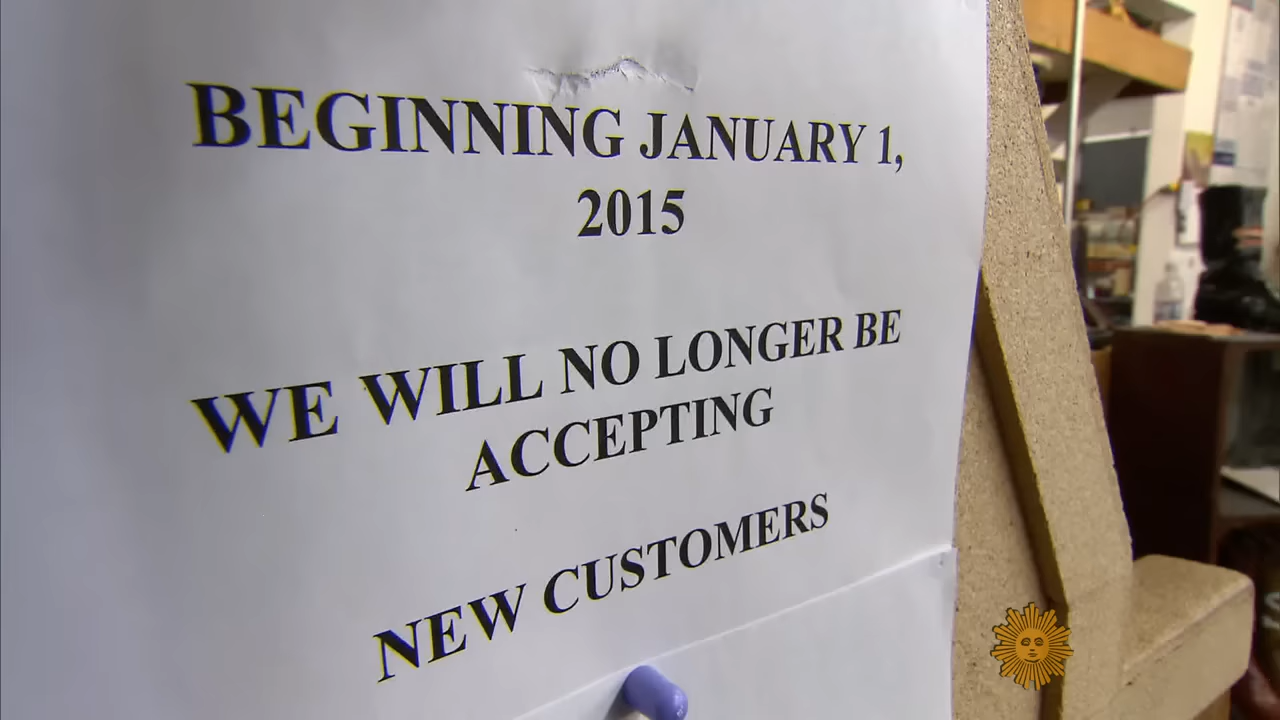 BEGINNING JANUARY 1,
2015
WE WILL NO LONGER BE
ACCEPTING
NEW CUSTOMERS